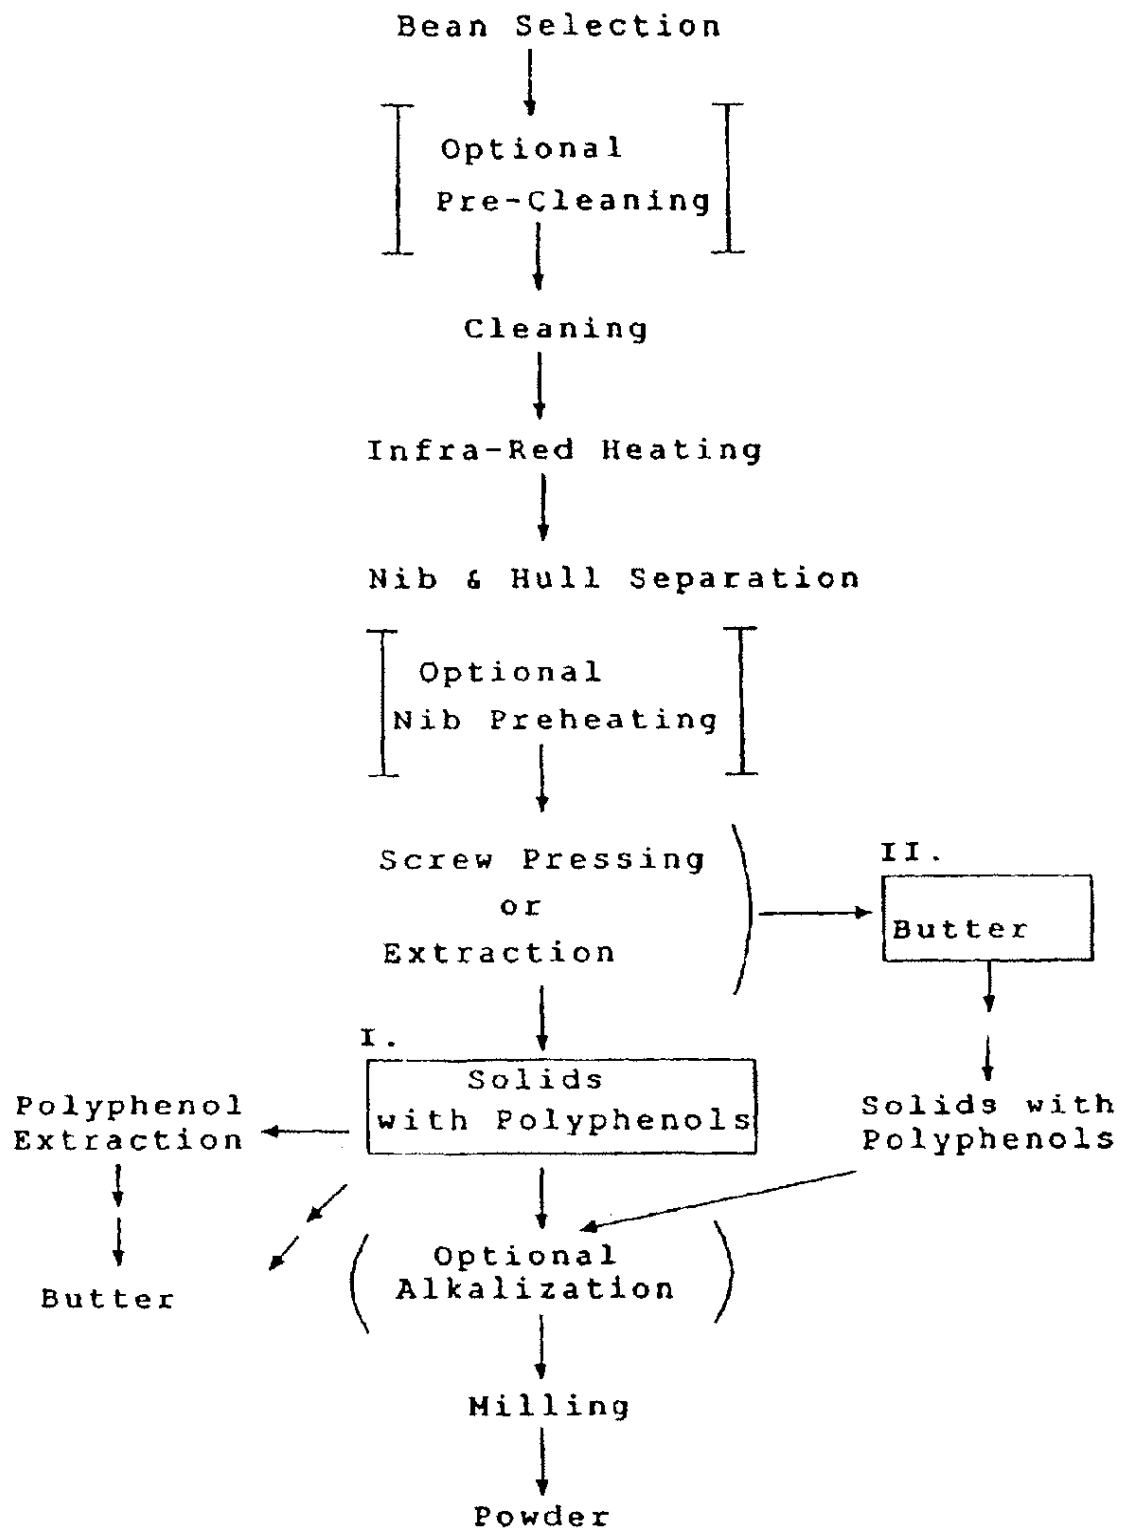 Bean Selection
Optional
Pre-Cleaning
Cleaning
Infra-Red Heating
Nib & Hull Separation
Optional
Nib Preheating
Screw Pressing
or
Extraction
II.
Butter
I.
Solids
with Polyphenols
Polyphenol
Extraction
Solids with
Polyphenols
Butter
Optional
Alkalization
Milling
Powder